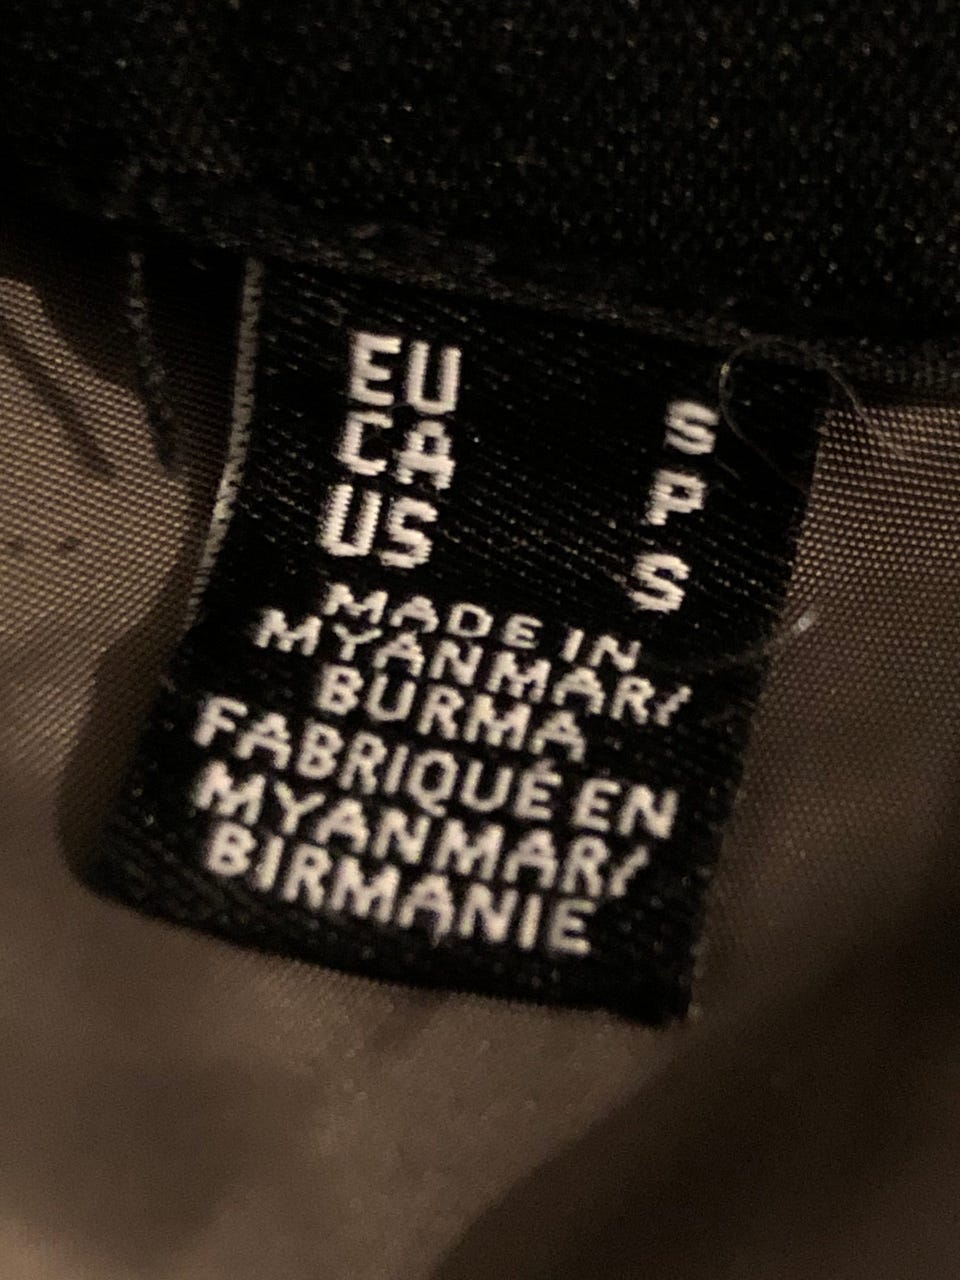 EU S
CA P
US S
MADE IN
MYANMAR/
BURMA
FABRIQUÉ EN
MYANMAR/
BIRMANIE